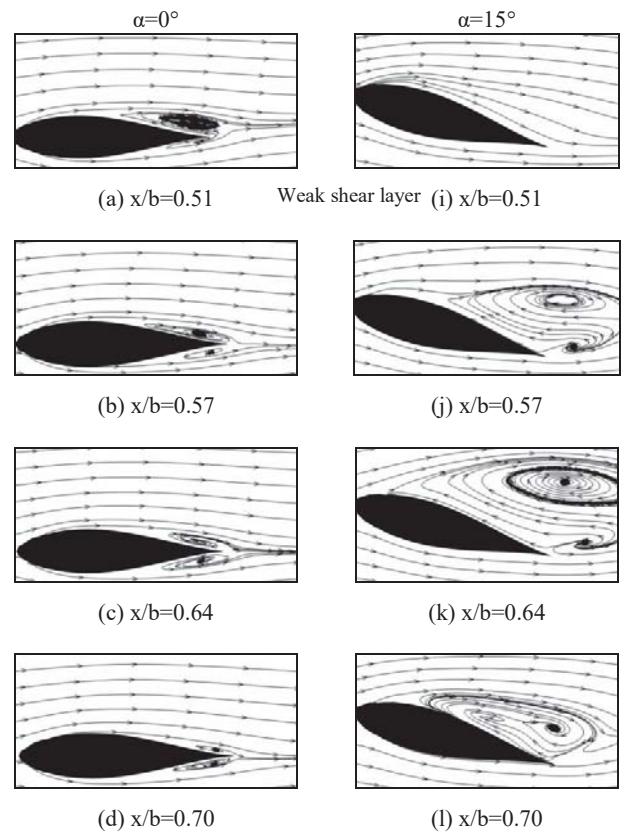 α=0° α=15°
(a) x/b=0.51 Weak shear layer (i) x/b=0.51
(b) x/b=0.57 (j) x/b=0.57
(c) x/b=0.64 (k) x/b=0.64
(d) x/b=0.70 (l) x/b=0.70